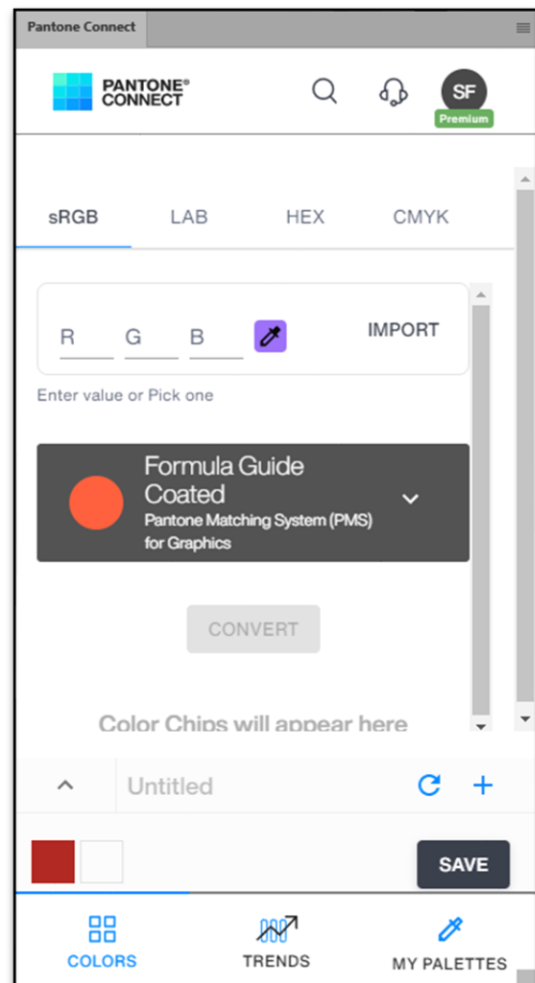 Pantone Connect
PANTONE®
CONNECT
SF
Premium
sRGB LAB HEX CMYK
R G B IMPORT
Enter value or Pick one
Formula Guide
Coated
Pantone Matching System (PMS)
for Graphics
CONVERT
Color Chips will appear here
Untitled
SAVE
COLORS TRENDS MY PALETTES